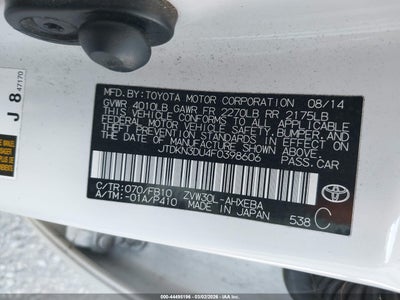 J 8 47170
MFD.BY:TOYOTA MOTOR CORPORATION 08/14
GVWR 4010LB GAWR FR 2270LB RR 2175LB
THIS VEHICLE CONFORMS TO ALL APPLICABLE
FEDERAL MOTOR VEHICLE SAFETY, BUMPER, AND
THEFT PREVENTION STANDARDS IN EFFECT ON
THE DATE OF MANUFACTURE SHOWN ABOVE.
JTDKN3DU4F0398606 PASS.CAR
C/TR:070/FB10 ZVW30L-AHXEBA
A/TM:-01A/P410 MADE IN JAPAN 538 C
TOYOTA
000-44495196 - 03/02/2026 - IAAI